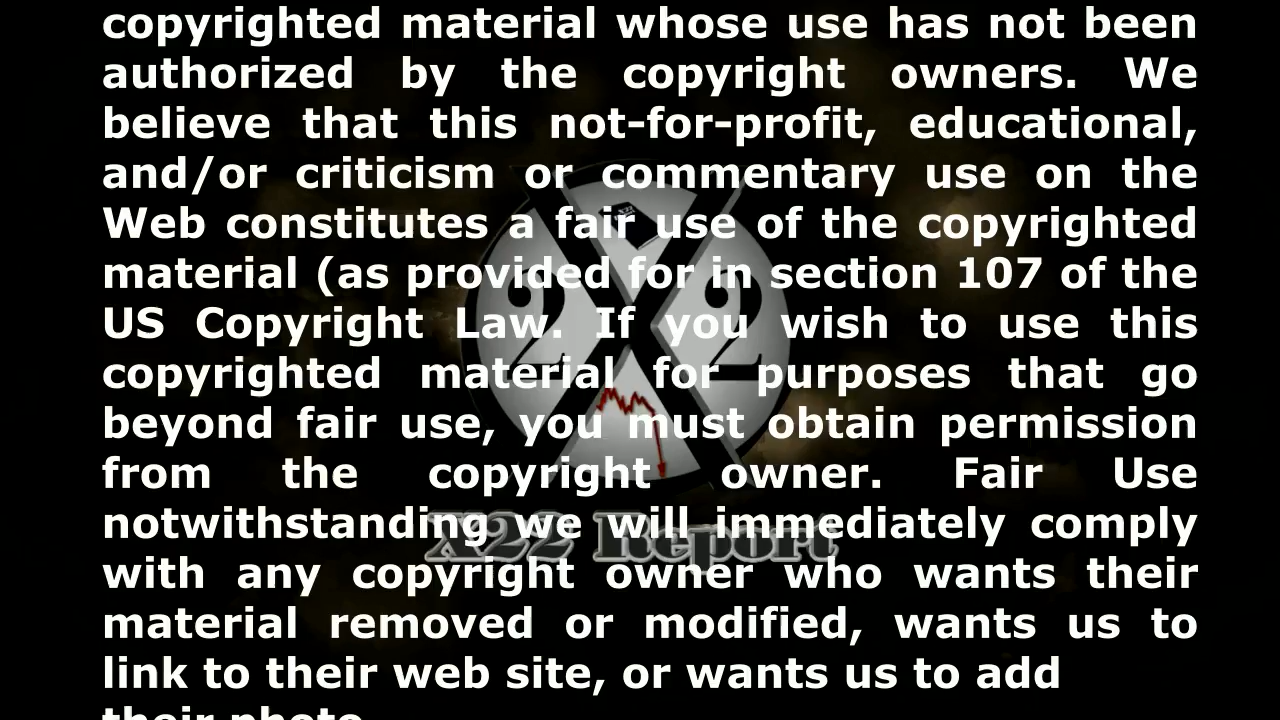 copyrighted material whose use has not been
authorized by the copyright owners. We
believe that this not-for-profit, educational,
and/or criticism or commentary use on the
Web constitutes a fair use of the copyrighted
material (as provided for in section 107 of the
US Copyright Law. If you wish to use this
copyrighted material for purposes that go
beyond fair use, you must obtain permission
from the copyright owner. Fair Use
notwithstanding we will immediately comply
with any copyright owner who wants their
material removed or modified, wants us to
link to their web site, or wants us to add
their photo
2X2
X22 Report